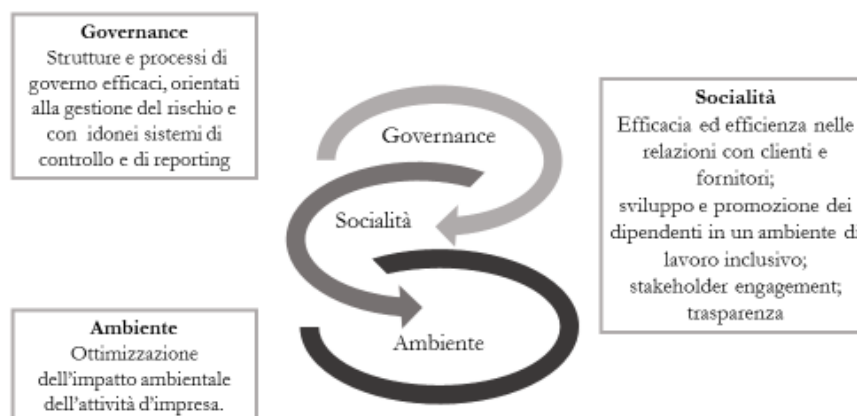 Governance
Strutture e processi di
governo efficaci, orientati
alla gestione del rischio e
con idonei sistemi di
controllo e di reporting
Governance
Socialità
Ambiente
Socialità
Efficacia ed efficienza nelle
relazioni con clienti e
fornitori;
sviluppo e promozione dei
dipendenti in un ambiente di
lavoro inclusivo;
stakeholder engagement;
trasparenza
Ambiente
Ottimizzazione
dell'impatto ambientale
dell'attività d'impresa.